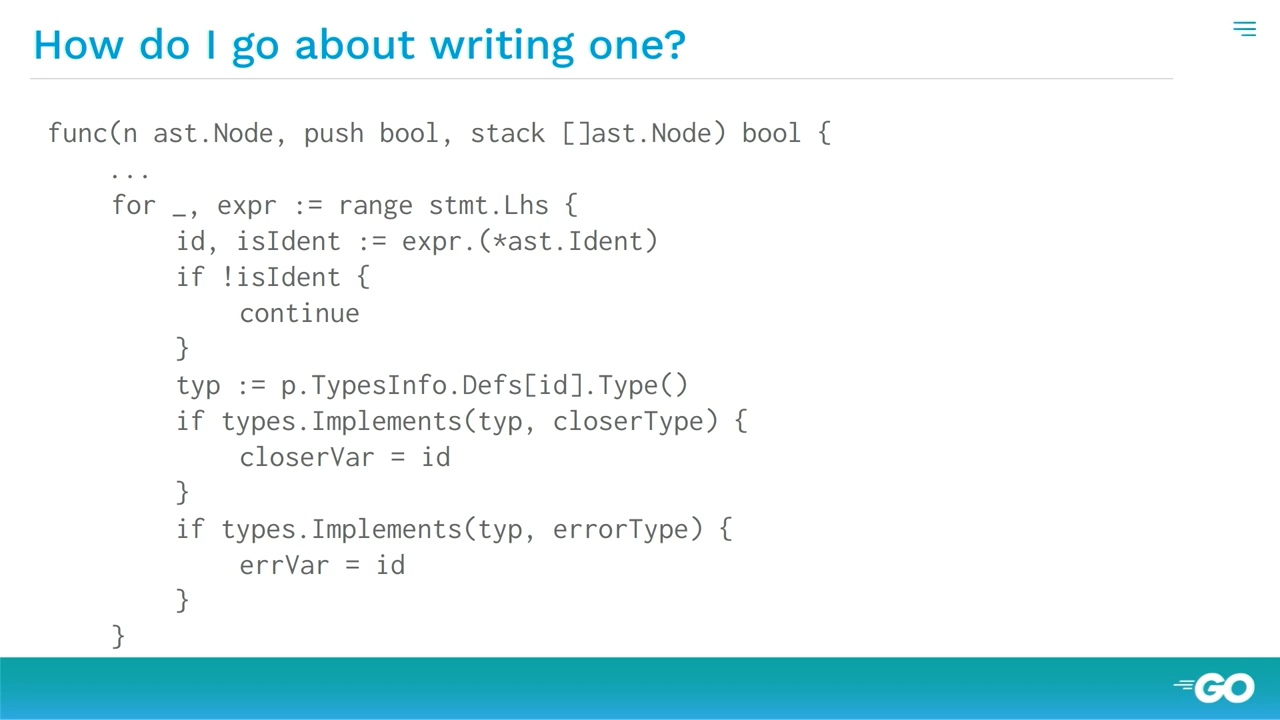 How do I go about writing one?
func(n ast.Node, push bool, stack []ast.Node) bool {
...
for _, expr := range stmt.Lhs {
id, isIdent := expr.(*ast.Ident)
if !isIdent {
continue
}
typ := p.TypesInfo.Defs[id].Type()
if types.Implements(typ, closerType) {
closerVar = id
}
if types.Implements(typ, errorType) {
errVar = id
}
}
GO